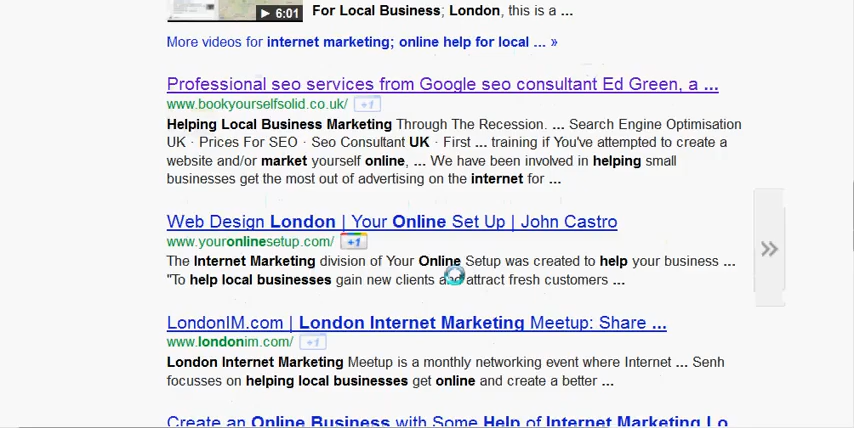 6:01
For Local Business; London, this is a ...
More videos for internet marketing; online help for local ... »
Professional seo services from Google seo consultant Ed Green, a ...
www.bookyourselfsolid.co.uk/ +1
Helping Local Business Marketing Through The Recession. ... Search Engine Optimisation
UK · Prices For SEO · Seo Consultant UK · First ... training if You've attempted to create a
website and/or market yourself online, ... We have been involved in helping small
businesses get the most out of advertising on the internet for ...
Web Design London | Your Online Set Up | John Castro
www.youronlinesetup.com/ +1
The Internet Marketing division of Your Online Setup was created to help your business ...
"To help local businesses gain new clients and attract fresh customers ...
LondonIM.com | London Internet Marketing Meetup: Share ...
www.londonim.com/ +1
London Internet Marketing Meetup is a monthly networking event where Internet ... Senh
focusses on helping local businesses get online and create a better ...
Create an Online Business with Some Help of Internet Marketing Lo